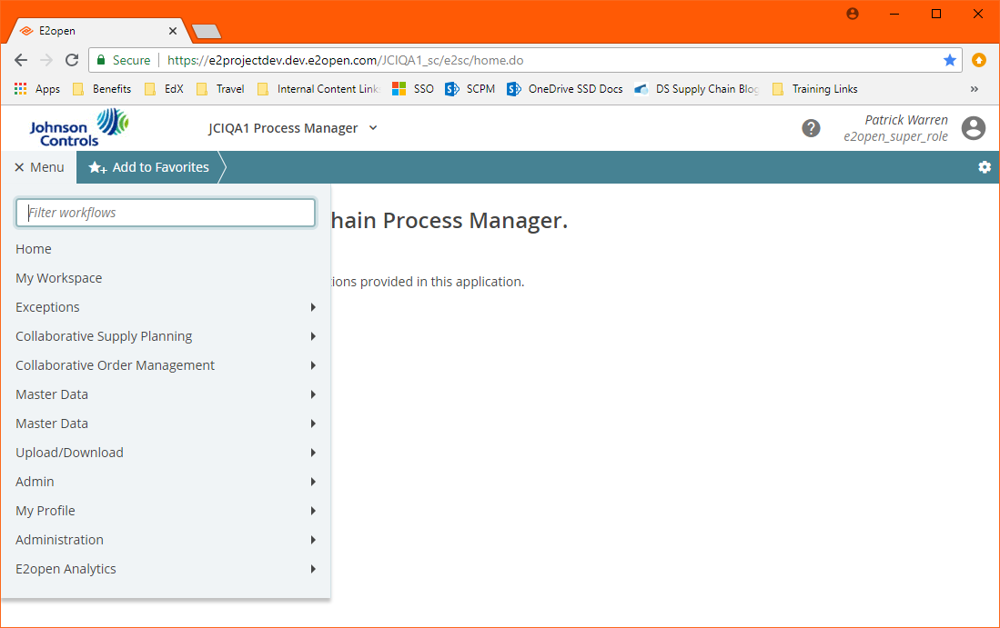 E2open
Secure https://e2projectdev.dev.e2open.com/JCIQA1_sc/e2sc/home.do
Apps Benefits EdX Travel Internal Content Link SSO SCPM OneDrive SSD Docs DS Supply Chain Blog Training Links »
Johnson
Controls
JCIQA1 Process Manager
?
Patrick Warren
e2open_super_role
Menu Add to Favorites
Filter workflows
hain Process Manager.
Home
My Workspace
ions provided in this application.
Exceptions
Collaborative Supply Planning
Collaborative Order Management
Master Data
Master Data
Upload/Download
Admin
My Profile
Administration
E2open Analytics